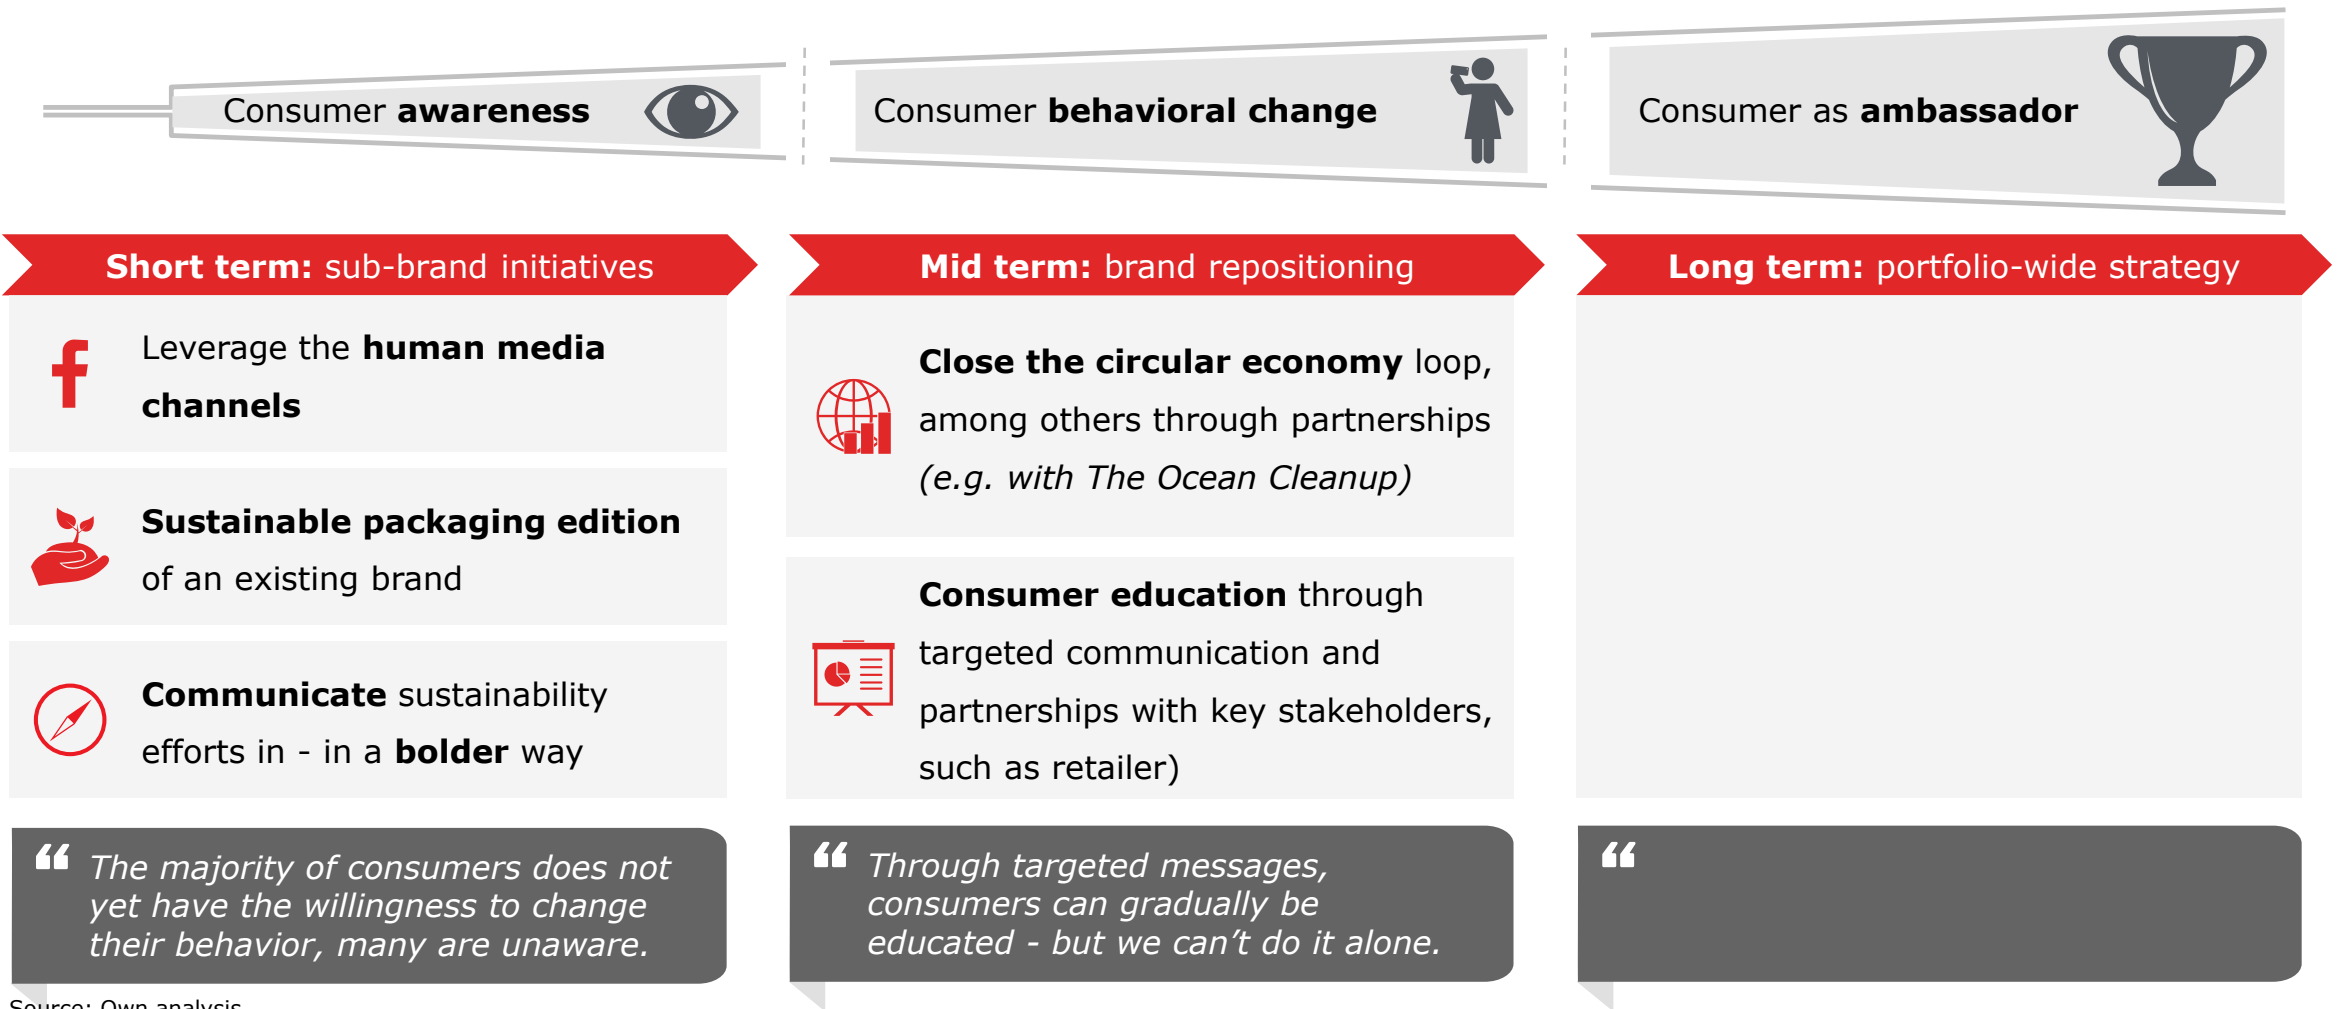 Consumer awareness
Consumer behavioral change
Consumer as ambassador
Short term: sub-brand initiatives
Leverage the human media
channels
Sustainable packaging edition
of an existing brand
Communicate sustainability
efforts in - in a bolder way
“ The majority of consumers does not
yet have the willingness to change
their behavior, many are unaware.
Mid term: brand repositioning
Close the circular economy loop,
among others through partnerships
(e.g. with The Ocean Cleanup)
Consumer education through
targeted communication and
partnerships with key stakeholders,
such as retailer)
“ Through targeted messages,
consumers can gradually be
educated - but we can’t do it alone.
Long term: portfolio-wide strategy
“
Source: Own analysis